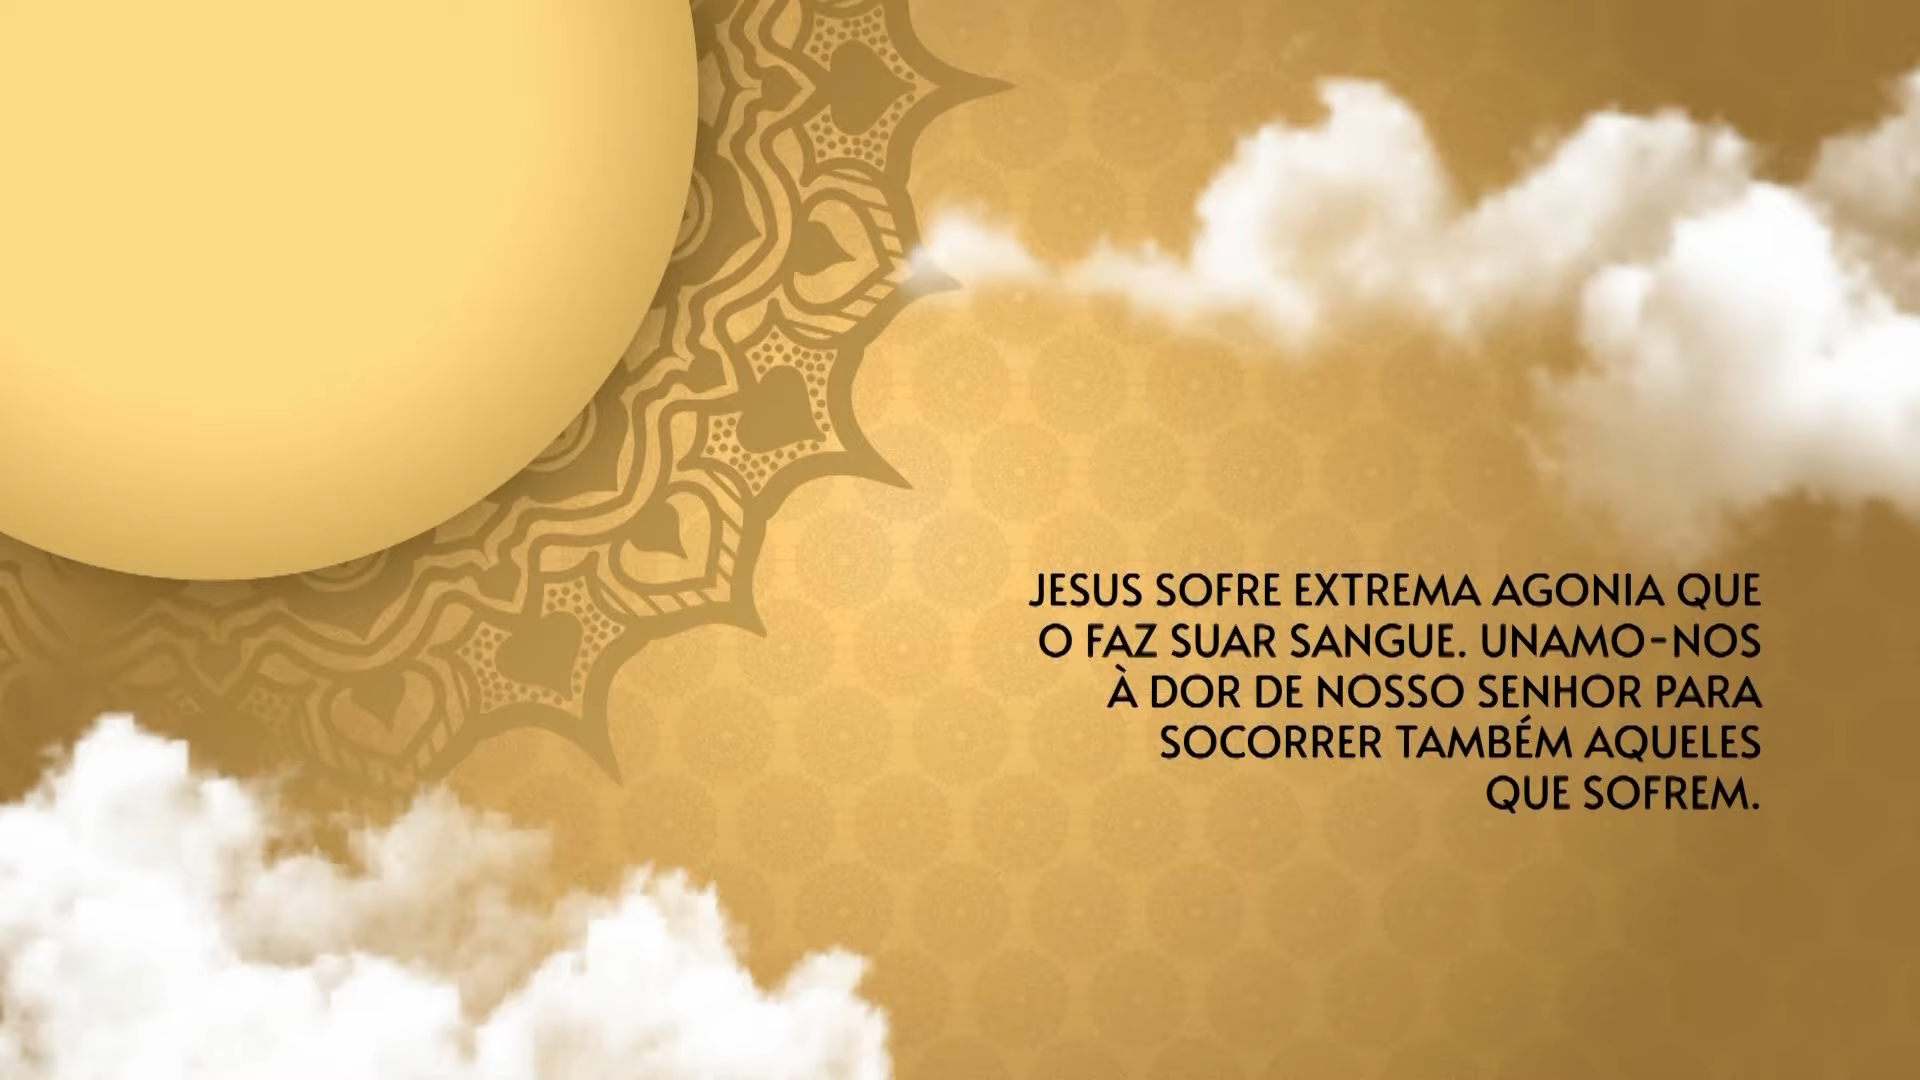 JESUS SOFRE EXTREMA AGONIA QUE
O FAZ SUAR SANGUE. UNAMO-NOS
À DOR DE NOSSO SENHOR PARA
SOCORRER TAMBÉM AQUELES
QUE SOFREM.